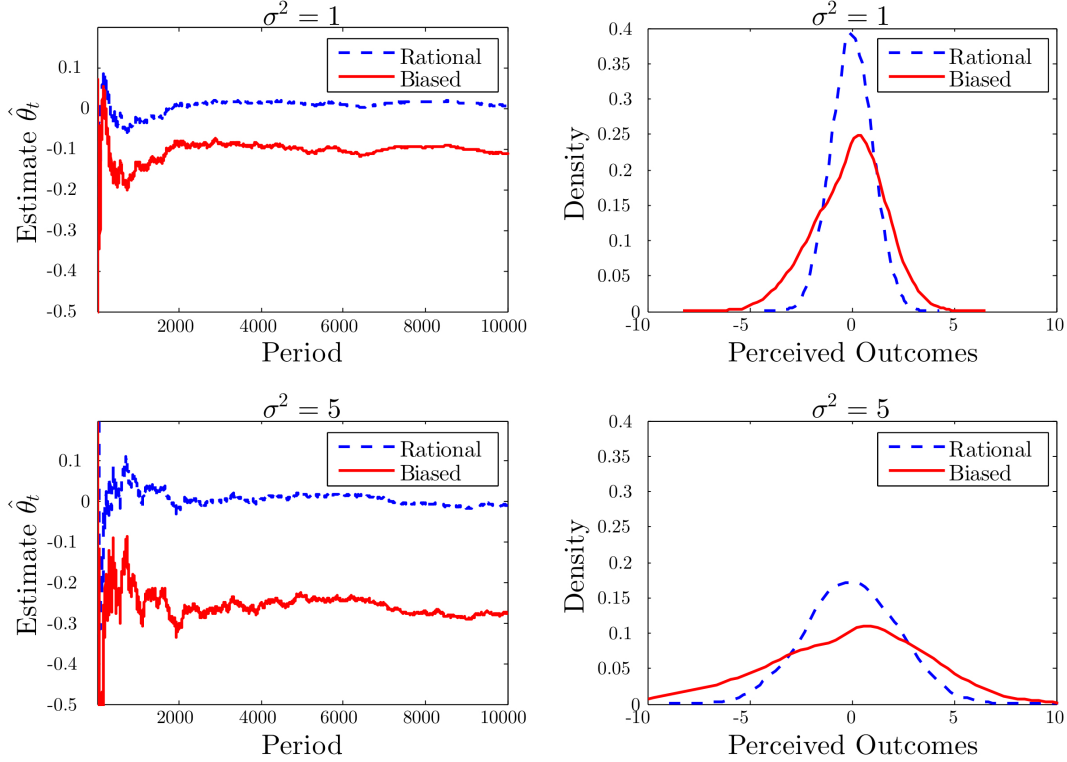 σ² = 1
Estimate θ̂ₜ
0.1
0
-0.1
-0.2
-0.3
-0.4
-0.5
Rational
Biased
2000 4000 6000 8000 10000
Period
σ² = 1
Density
0.4
0.35
0.3
0.25
0.2
0.15
0.1
0.05
0
Rational
Biased
-10 -5 0 5 10
Perceived Outcomes
σ² = 5
Estimate θ̂ₜ
0.1
0
-0.1
-0.2
-0.3
-0.4
-0.5
Rational
Biased
2000 4000 6000 8000 10000
Period
σ² = 5
Density
0.4
0.35
0.3
0.25
0.2
0.15
0.1
0.05
0
Rational
Biased
-10 -5 0 5 10
Perceived Outcomes